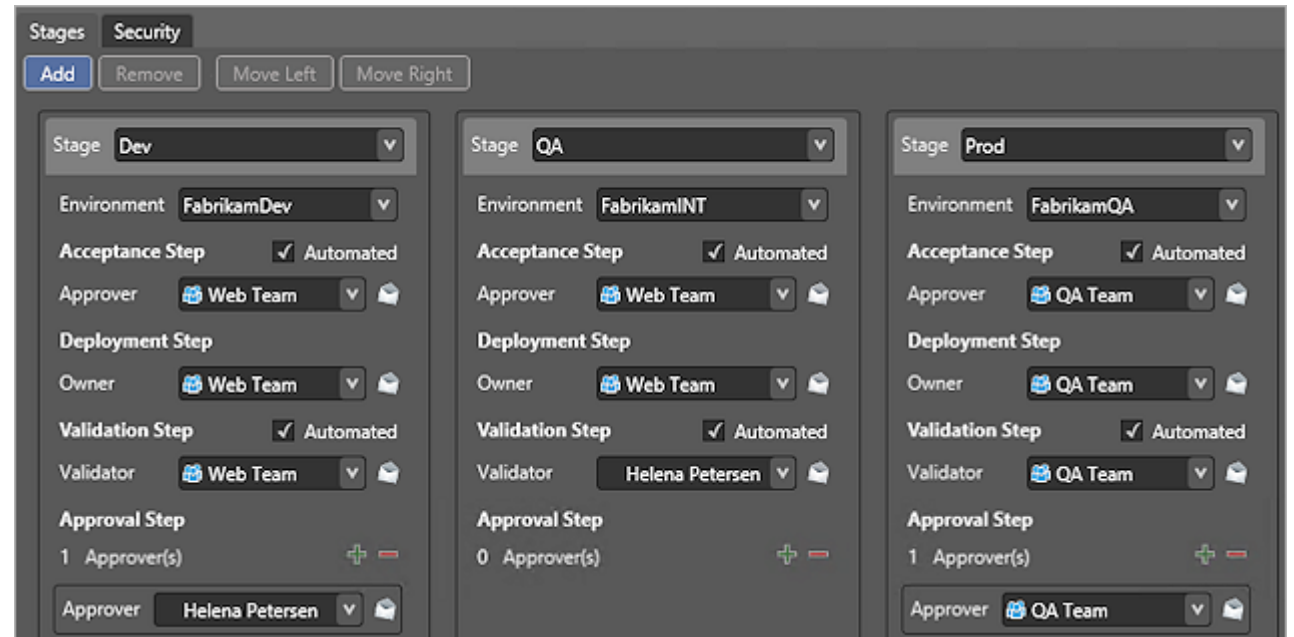 Stages Security
Add Remove Move Left Move Right
Stage Dev
Environment FabrikamDev
Acceptance Step Automated
Approver Web Team
Deployment Step
Owner Web Team
Validation Step Automated
Validator Web Team
Approval Step
1 Approver(s)
Approver Helena Petersen
Stage QA
Environment FabrikamINT
Acceptance Step Automated
Approver Web Team
Deployment Step
Owner Web Team
Validation Step Automated
Validator Helena Petersen
Approval Step
0 Approver(s)
Stage Prod
Environment FabrikamQA
Acceptance Step Automated
Approver QA Team
Deployment Step
Owner QA Team
Validation Step Automated
Validator QA Team
Approval Step
1 Approver(s)
Approver QA Team